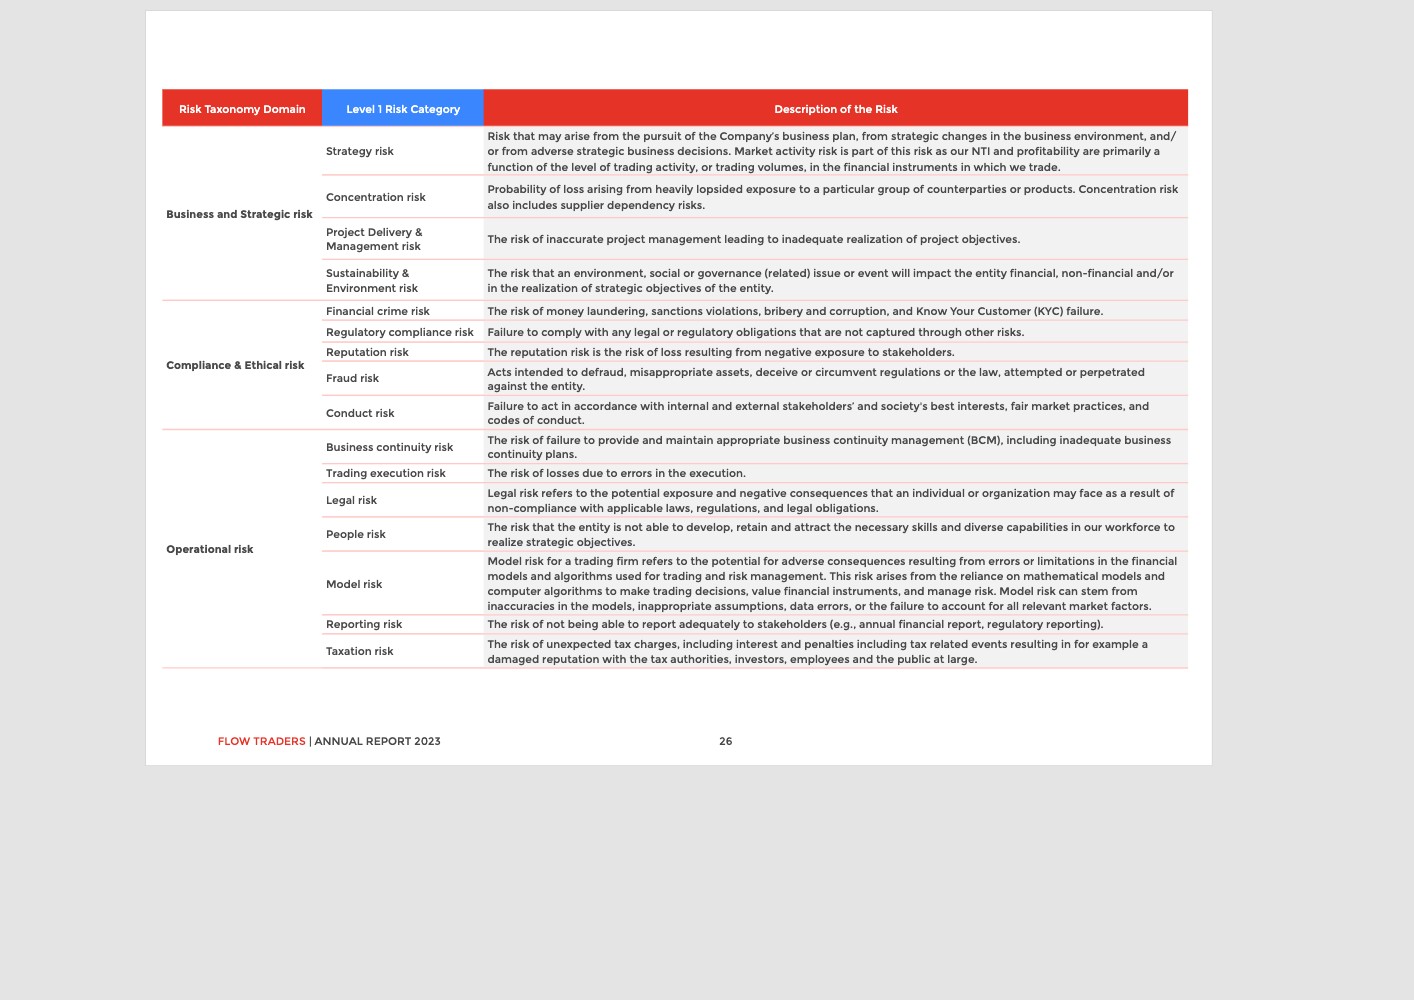 Risk Taxonomy Domain
Level 1 Risk Category
Description of the Risk
Business and Strategic risk
Strategy risk
Risk that may arise from the pursuit of the Company's business plan, from strategic changes in the business environment, and/
or from adverse strategic business decisions. Market activity risk is part of this risk as our NTI and profitability are primarily a
function of the level of trading activity, or trading volumes, in the financial instruments in which we trade.
Concentration risk
Probability of loss arising from heavily lopsided exposure to a particular group of counterparties or products. Concentration risk
also includes supplier dependency risks.
Project Delivery &
Management risk
The risk of inaccurate project management leading to inadequate realization of project objectives.
Sustainability &
Environment risk
The risk that an environment, social or governance (related) issue or event will impact the entity financial, non-financial and/or
in the realization of strategic objectives of the entity.
Compliance & Ethical risk
Financial crime risk
The risk of money laundering, sanctions violations, bribery and corruption, and Know Your Customer (KYC) failure.
Regulatory compliance risk
Failure to comply with any legal or regulatory obligations that are not captured through other risks.
Reputation risk
The reputation risk is the risk of loss resulting from negative exposure to stakeholders.
Fraud risk
Acts intended to defraud, misappropriate assets, deceive or circumvent regulations or the law, attempted or perpetrated
against the entity.
Conduct risk
Failure to act in accordance with internal and external stakeholders' and society's best interests, fair market practices, and
codes of conduct.
Operational risk
Business continuity risk
The risk of failure to provide and maintain appropriate business continuity management (BCM), including inadequate business
continuity plans.
Trading execution risk
The risk of losses due to errors in the execution.
Legal risk
Legal risk refers to the potential exposure and negative consequences that an individual or organization may face as a result of
non-compliance with applicable laws, regulations, and legal obligations.
People risk
The risk that the entity is not able to develop, retain and attract the necessary skills and diverse capabilities in our workforce to
realize strategic objectives.
Model risk
Model risk for a trading firm refers to the potential for adverse consequences resulting from errors or limitations in the financial
models and algorithms used for trading and risk management. This risk arises from the reliance on mathematical models and
computer algorithms to make trading decisions, value financial instruments, and manage risk. Model risk can stem from
inaccuracies in the models, inappropriate assumptions, data errors, or the failure to account for all relevant market factors.
Reporting risk
The risk of not being able to report adequately to stakeholders (e.g., annual financial report, regulatory reporting).
Taxation risk
The risk of unexpected tax charges, including interest and penalties including tax related events resulting in for example a
damaged reputation with the tax authorities, investors, employees and the public at large.
FLOW TRADERS | ANNUAL REPORT 2023
26